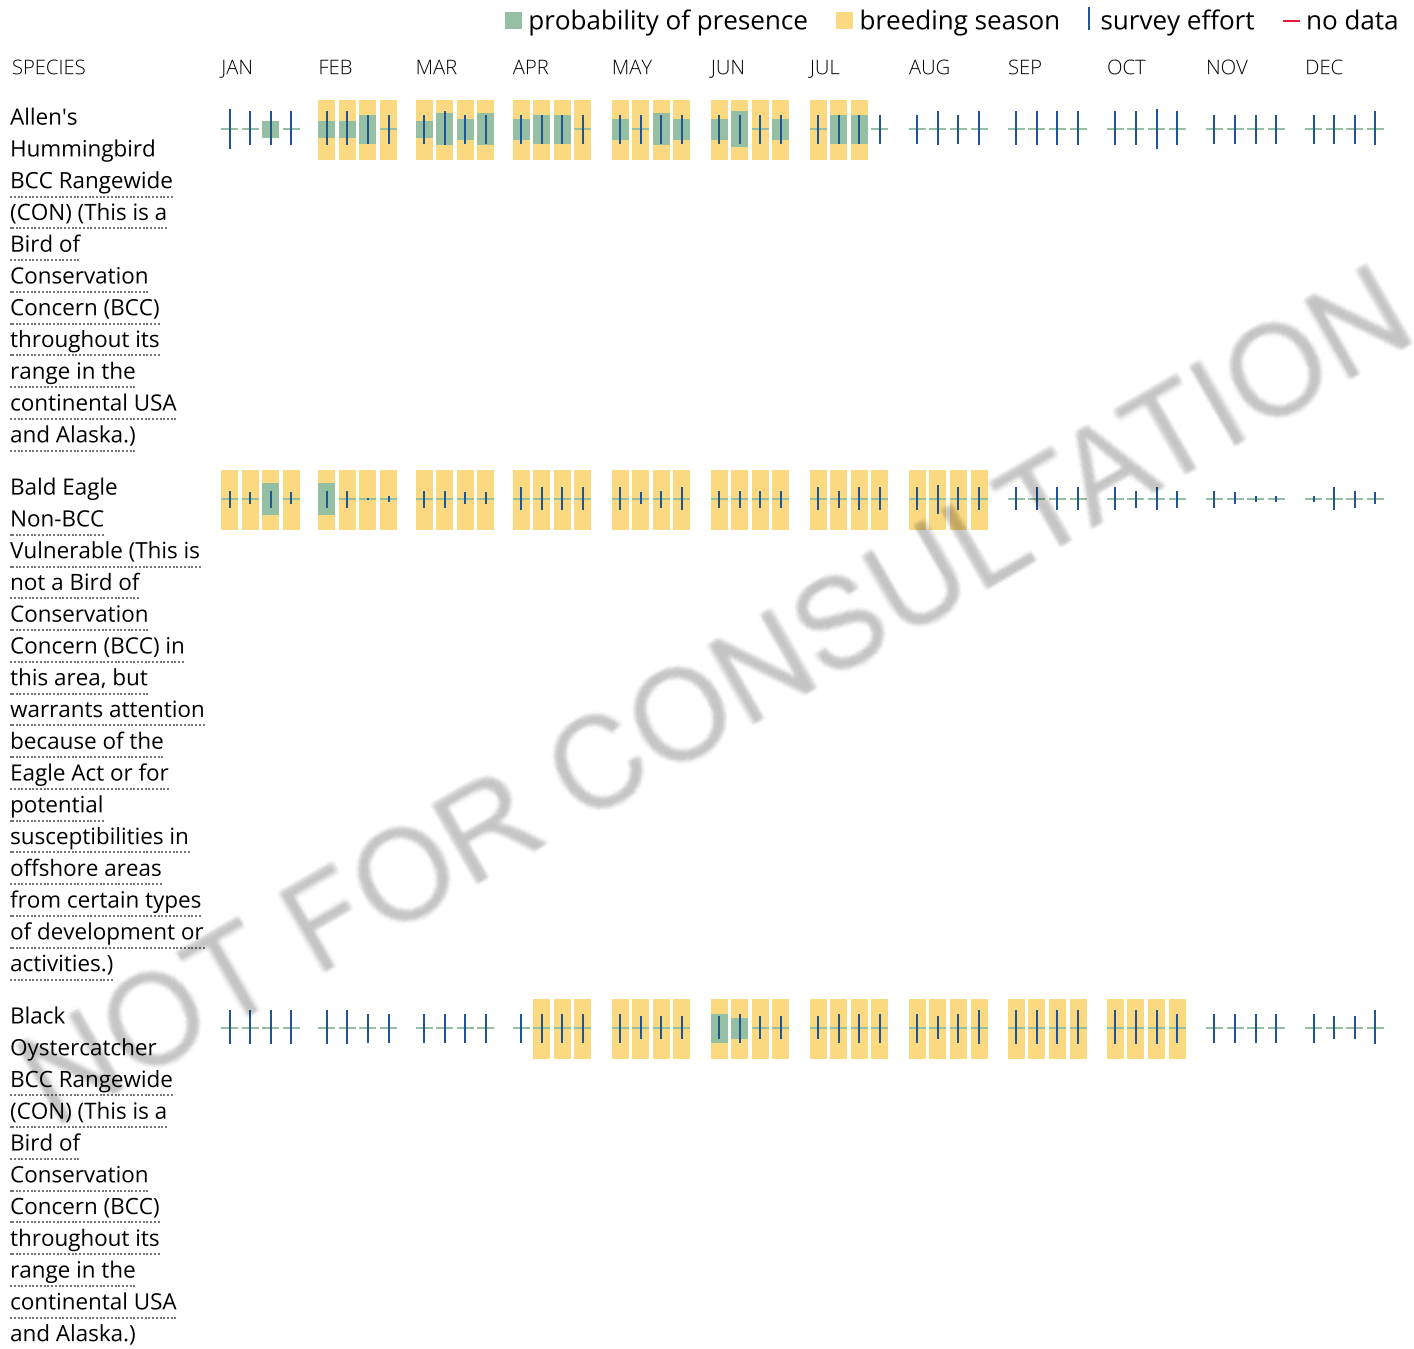 probability of presence breeding season survey effort no data
SPECIES JAN FEB MAR APR MAY JUN JUL AUG SEP OCT NOV DEC
Allen's
Hummingbird
BCC Rangewide
(CON) (This is a
Bird of
Conservation
Concern (BCC)
throughout its
range in the
continental USA
and Alaska.)
Bald Eagle
Non-BCC
Vulnerable (This is
not a Bird of
Conservation
Concern (BCC) in
this area, but
warrants attention
because of the
Eagle Act or for
potential
susceptibilities in
offshore areas
from certain types
of development or
activities.)
Black
Oystercatcher
BCC Rangewide
(CON) (This is a
Bird of
Conservation
Concern (BCC)
throughout its
range in the
continental USA
and Alaska.)
NOT FOR CONSULTATION